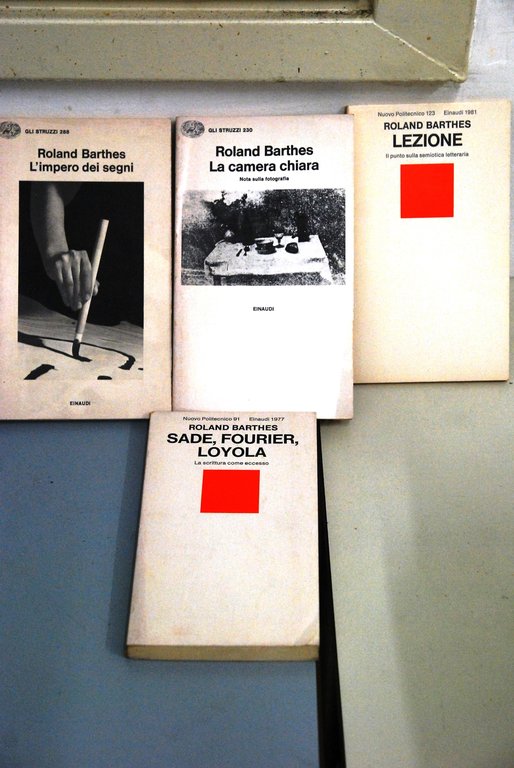 GLI STRUZZI 288
Roland Barthes
L'impero dei segni
EINAUDI
GLI STRUZZI 230
Roland Barthes
La camera chiara
Nota sulla fotografia
EINAUDI
Nuovo Politecnico 123 Einaudi 1981
ROLAND BARTHES
LEZIONE
Il punto sulla semiotica letteraria
Nuovo Politecnico 91 Einaudi 1977
ROLAND BARTHES
SADE, FOURIER,
LOYOLA
La scrittura come eccesso